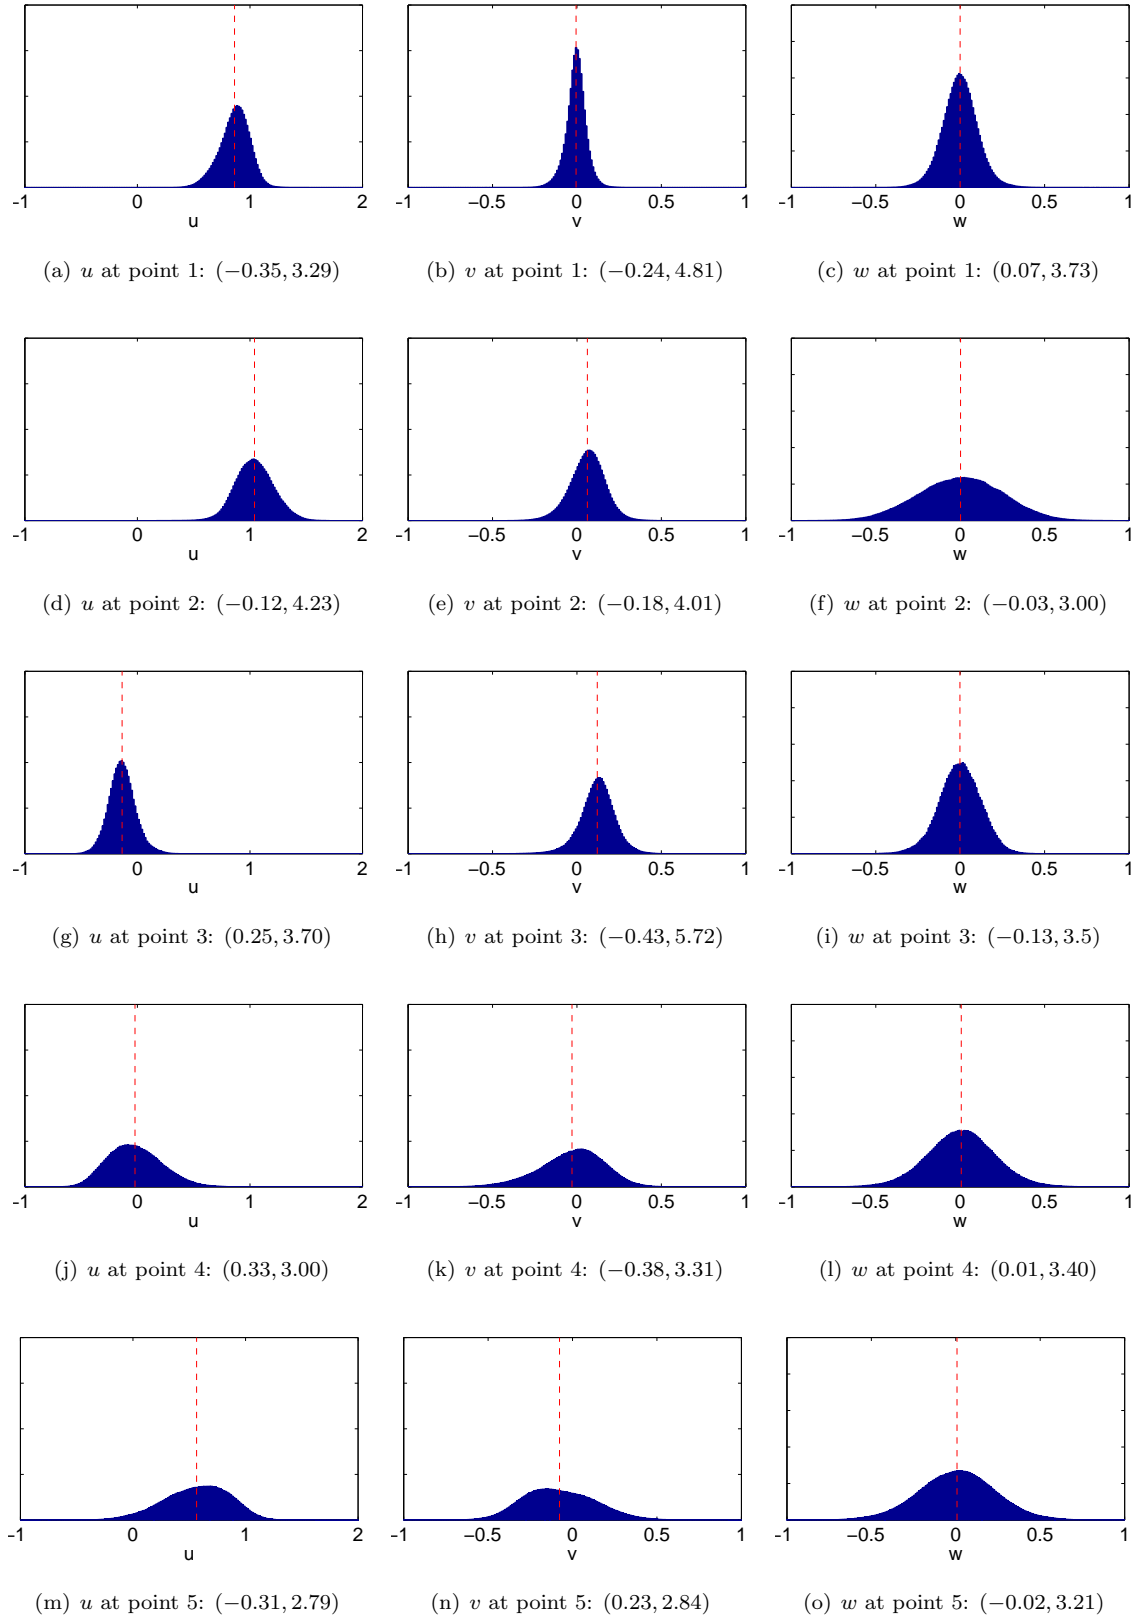 -1 0 1 2
u
-1 -0.5 0 0.5 1
v
-1 -0.5 0 0.5 1
w
(a) u at point 1: (−0.35, 3.29)
(b) v at point 1: (−0.24, 4.81)
(c) w at point 1: (0.07, 3.73)
-1 0 1 2
u
-1 -0.5 0 0.5 1
v
-1 -0.5 0 0.5 1
w
(d) u at point 2: (−0.12, 4.23)
(e) v at point 2: (−0.18, 4.01)
(f) w at point 2: (−0.03, 3.00)
-1 0 1 2
u
-1 -0.5 0 0.5 1
v
-1 -0.5 0 0.5 1
w
(g) u at point 3: (0.25, 3.70)
(h) v at point 3: (−0.43, 5.72)
(i) w at point 3: (−0.13, 3.5)
-1 0 1 2
u
-1 -0.5 0 0.5 1
v
-1 -0.5 0 0.5 1
w
(j) u at point 4: (0.33, 3.00)
(k) v at point 4: (−0.38, 3.31)
(l) w at point 4: (0.01, 3.40)
-1 0 1 2
u
-1 -0.5 0 0.5 1
v
-1 -0.5 0 0.5 1
w
(m) u at point 5: (−0.31, 2.79)
(n) v at point 5: (0.23, 2.84)
(o) w at point 5: (−0.02, 3.21)